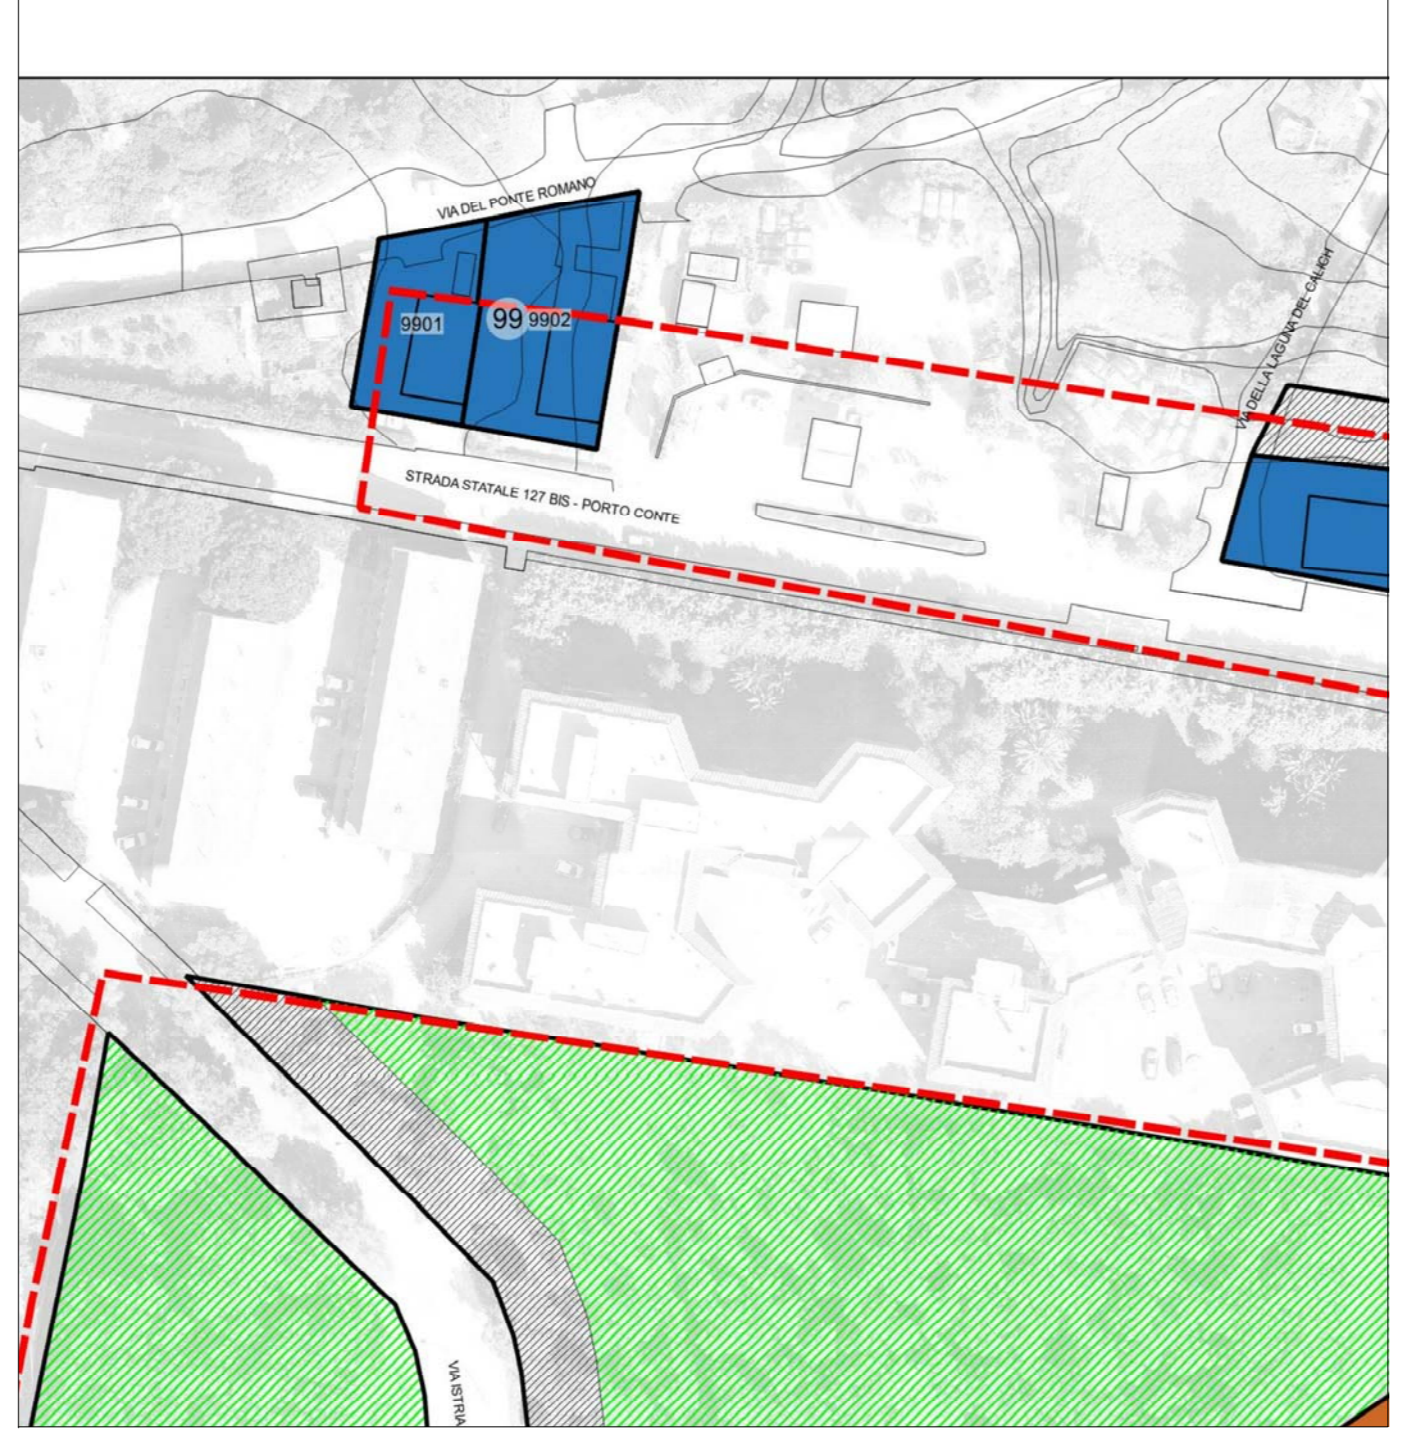 VIA DEL PONTE ROMANO
VIA DELLA LAGUNA DEL CALICH
9901
99
9902
STRADA STATALE 127 BIS - PORTO CONTE
VIA ISTRIA